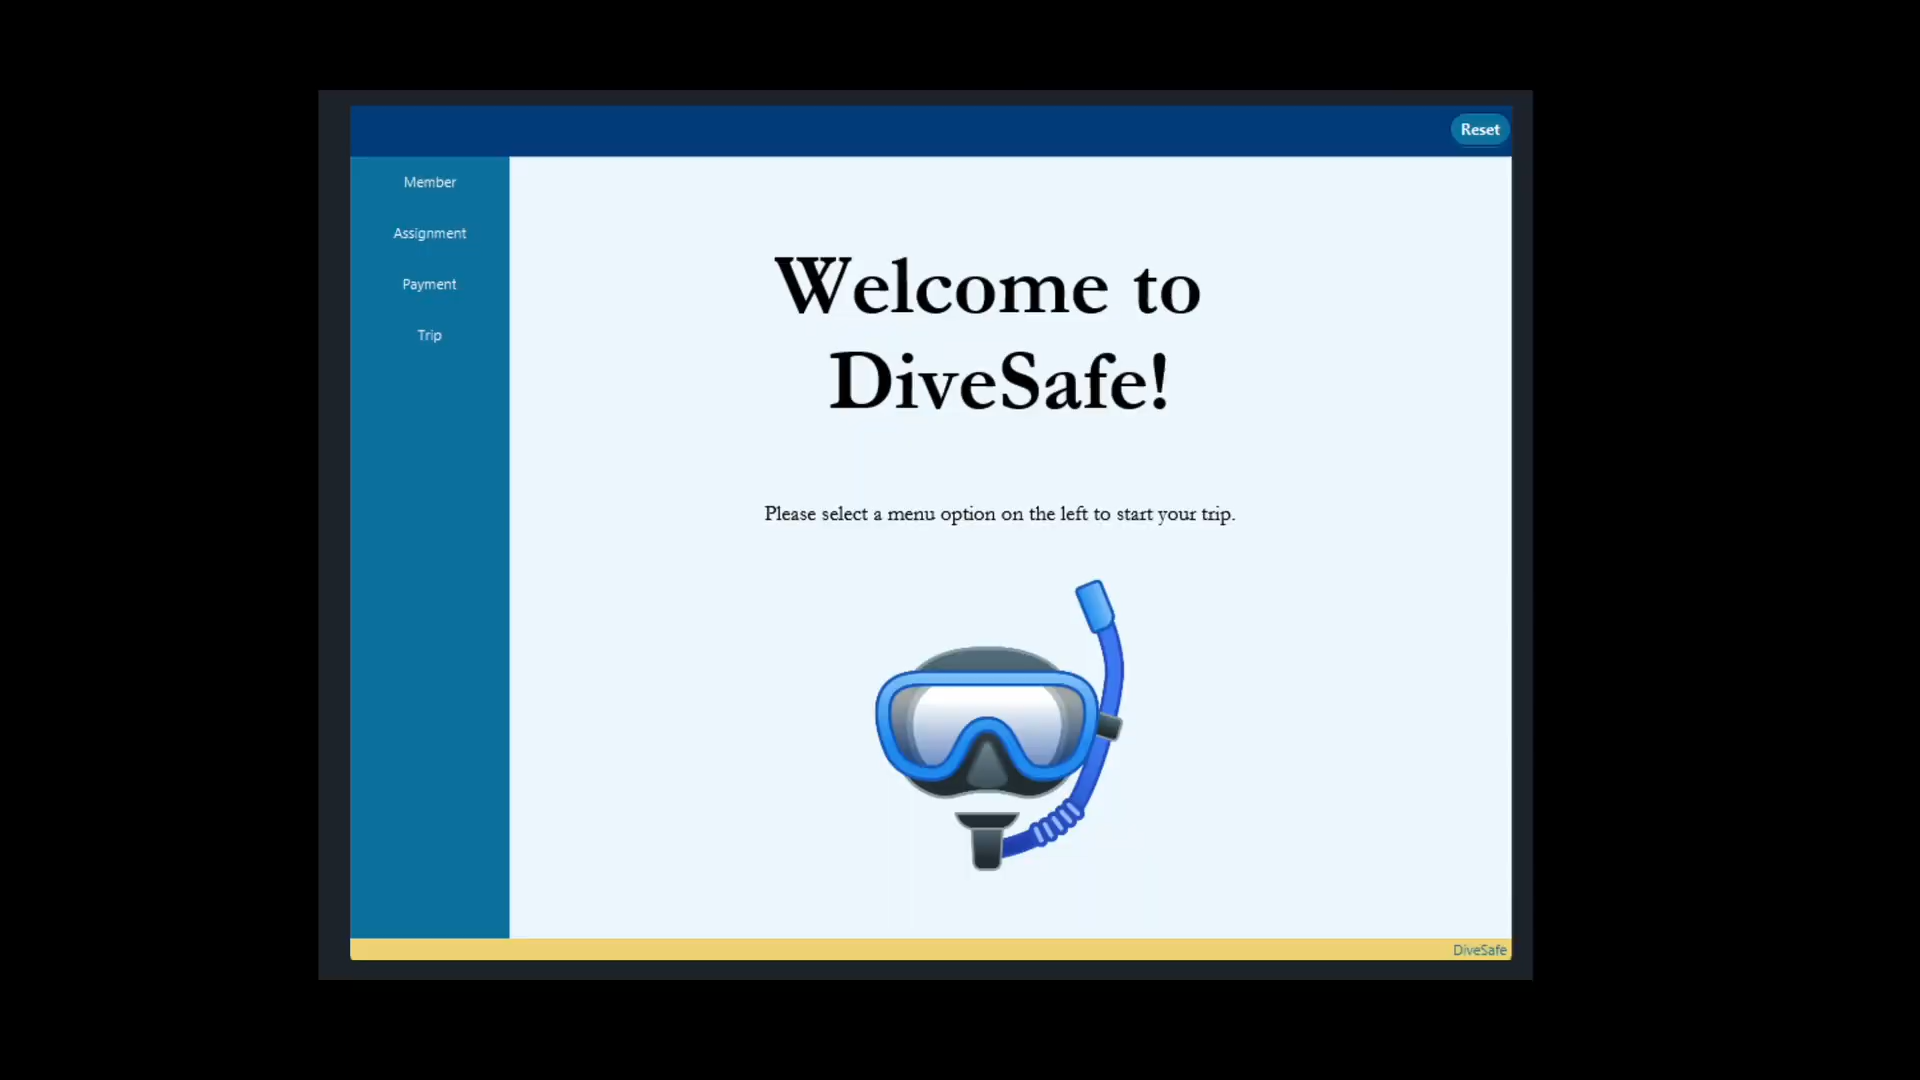 Reset
Member
Assignment
Payment
Trip
Welcome to
DiveSafe!
Please select a menu option on the left to start your trip.
DiveSafe